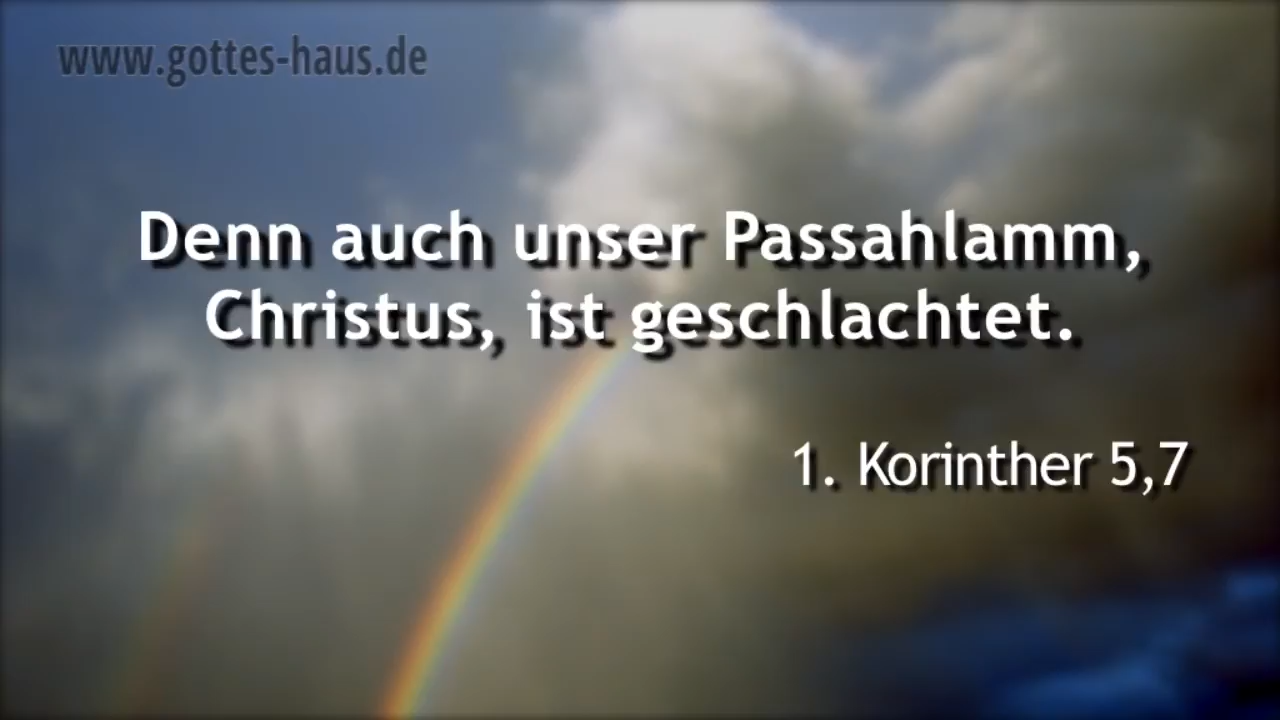 www.gottes-haus.de
Denn auch unser Passahlamm,
Christus, ist geschlachtet.
1. Korinther 5,7